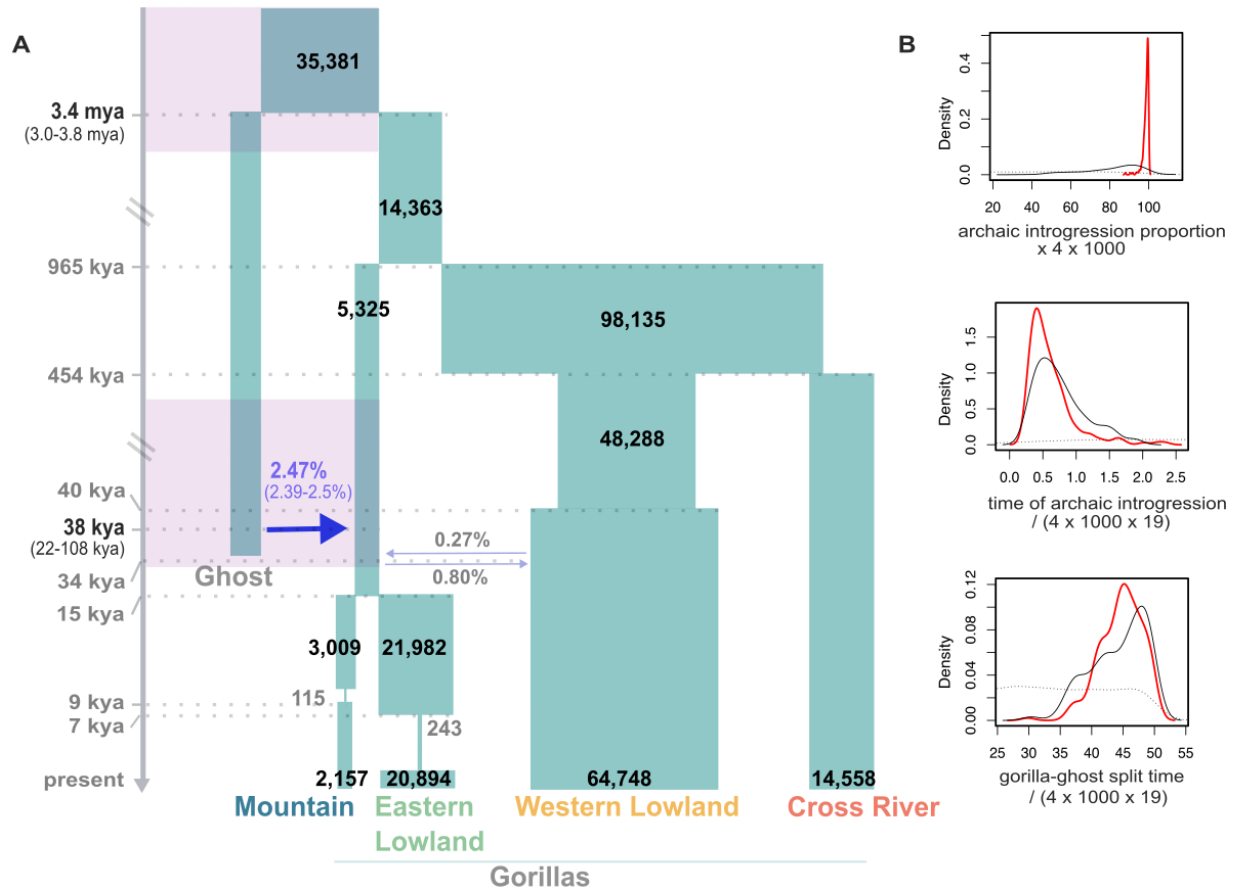 A
35,381
3.4 mya
(3.0-3.8 mya)
14,363
965 kya
5,325
98,135
454 kya
48,288
2.47%
(2.39-2.5%)
40 kya
38 kya
(22-108 kya)
0.27%
Ghost
34 kya
0.80%
15 kya
3,009
21,982
115
9 kya
7 kya
243
present
2,157
20,894
64,748
14,558
Mountain
Eastern
Lowland
Western Lowland
Cross River
Gorillas
B
Density
0.0
0.2
0.4
20
40
60
80
100
archaic introgression proportion
x 4 x 1000
Density
0.0
0.5
1.0
1.5
0.0
0.5
1.0
1.5
2.0
2.5
time of archaic introgression
/ (4 x 1000 x 19)
Density
0.00
0.04
0.08
0.12
25
30
35
40
45
50
55
gorilla-ghost split time
/ (4 x 1000 x 19)